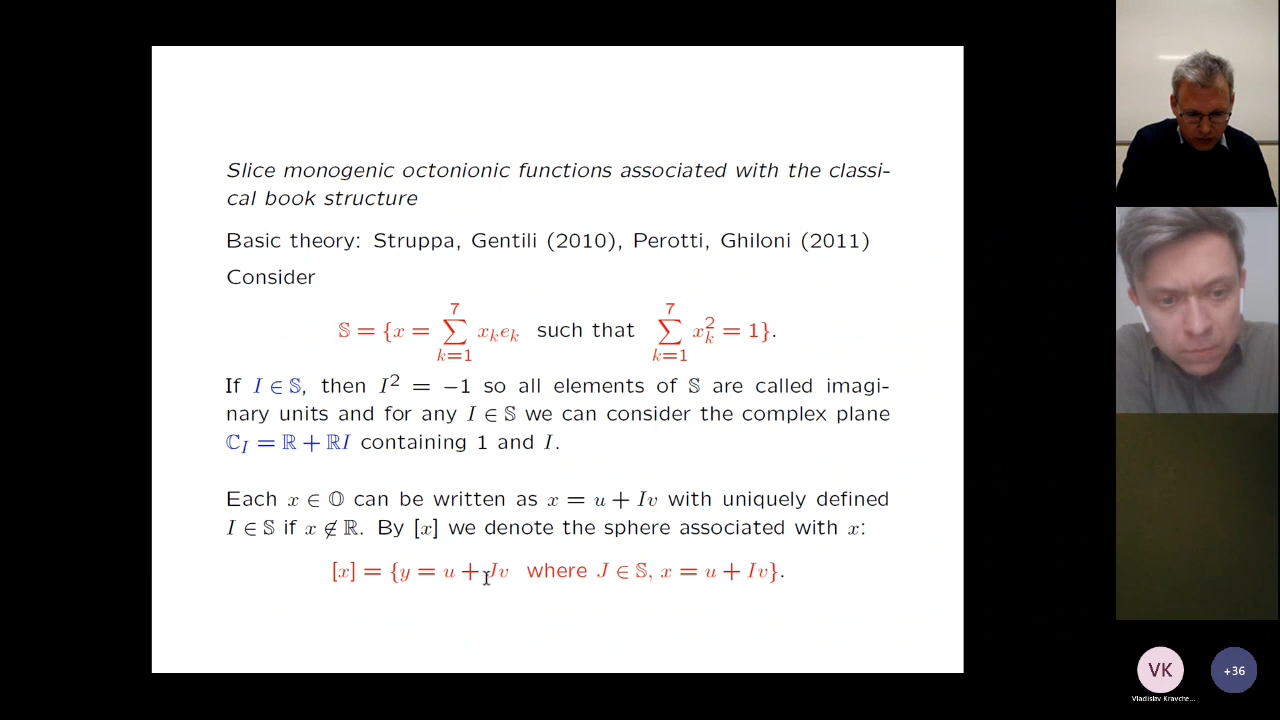 Slice monogenic octonionic functions associated with the classi-
cal book structure
Basic theory: Struppa, Gentili (2010), Perotti, Ghiloni (2011)
Consider
𝕊 = {x = ∑_{k=1}^{7} x_k e_k such that ∑_{k=1}^{7} x_k^2 = 1}.
If I ∈ 𝕊, then I^2 = −1 so all elements of 𝕊 are called imagi-
nary units and for any I ∈ 𝕊 we can consider the complex plane
ℂ_I = ℝ + ℝI containing 1 and I.
Each x ∈ 𝕆 can be written as x = u + Iv with uniquely defined
I ∈ 𝕊 if x ∉ ℝ. By [x] we denote the sphere associated with x:
[x] = {y = u + Jv where J ∈ 𝕊, x = u + Iv}.
VK
+36
Vladislav Kravche...